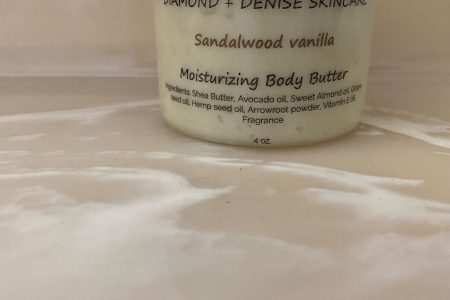 DIAMOND + DENISE SKINCARE
Sandalwood vanilla
Moisturizing Body Butter
Ingredients: Shea Butter, Avocado oil, Sweet Almond oil, Grape
seed oil, Hemp seed oil, Arrowroot powder, Vitamin E oil,
Fragrance
4 oz.